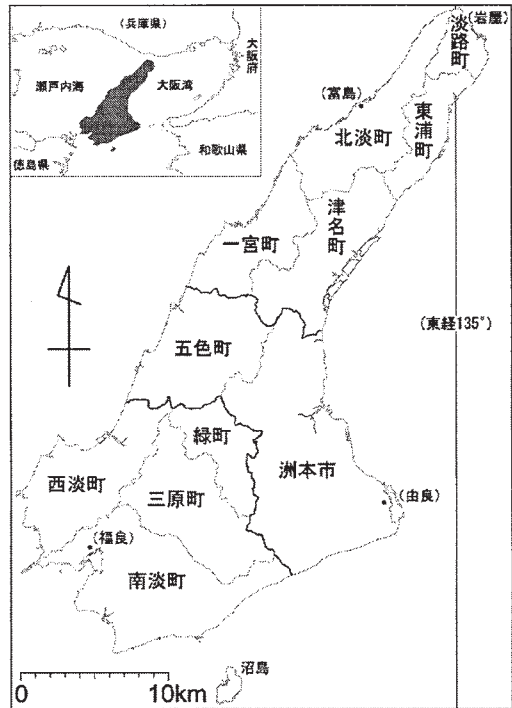 (兵庫県)
大阪府
瀬戸内海
大阪湾
徳島県
和歌山県
淡路町
(岩屋)
(富島)
東浦町
北淡町
津名町
一宮町
(東経135°)
五色町
緑町
洲本市
西淡町
三原町
(由良)
(福良)
南淡町
沼島
0 10km